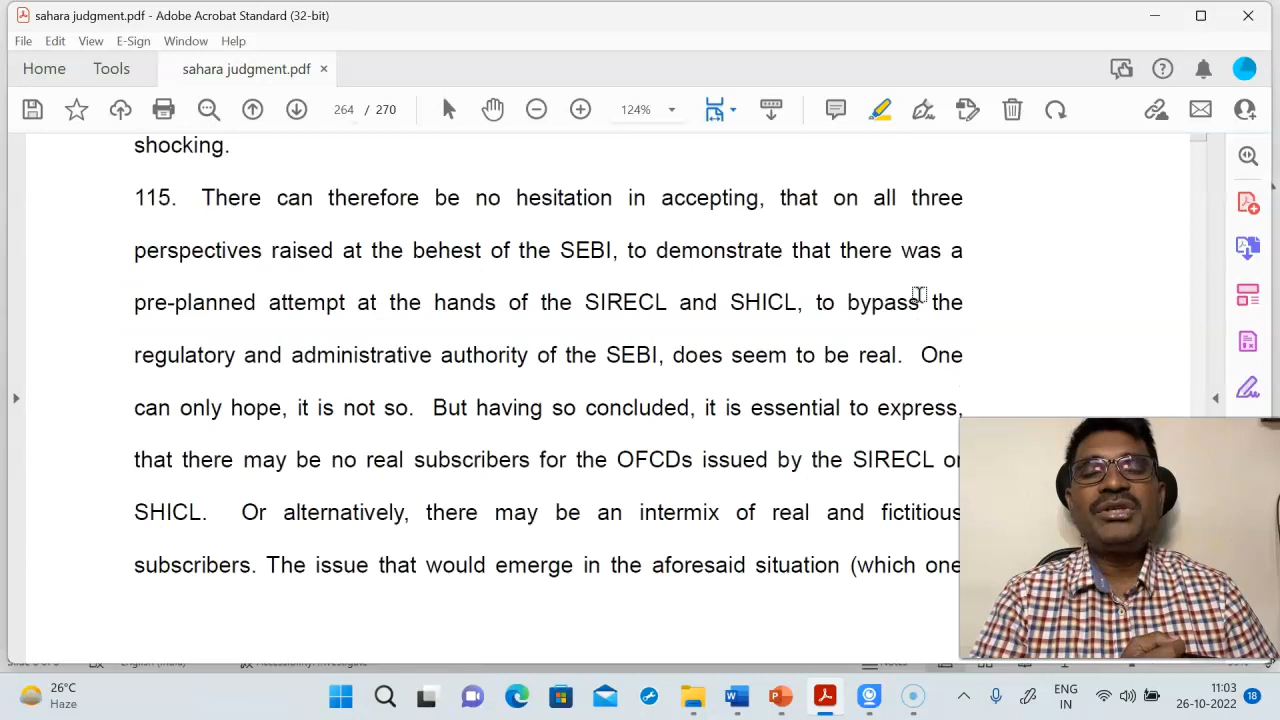 sahara judgment.pdf - Adobe Acrobat Standard (32-bit)
File Edit View E-Sign Window Help
Home Tools sahara judgment.pdf ×
264 / 270 124%
shocking.
115. There can therefore be no hesitation in accepting, that on all three
perspectives raised at the behest of the SEBI, to demonstrate that there was a
pre-planned attempt at the hands of the SIRECL and SHICL, to bypass the
regulatory and administrative authority of the SEBI, does seem to be real. One
can only hope, it is not so. But having so concluded, it is essential to express,
that there may be no real subscribers for the OFCDs issued by the SIRECL or
SHICL. Or alternatively, there may be an intermix of real and fictitious
subscribers. The issue that would emerge in the aforesaid situation (which one
26°C
Haze
ENG
IN
11:03
26-10-2022
18